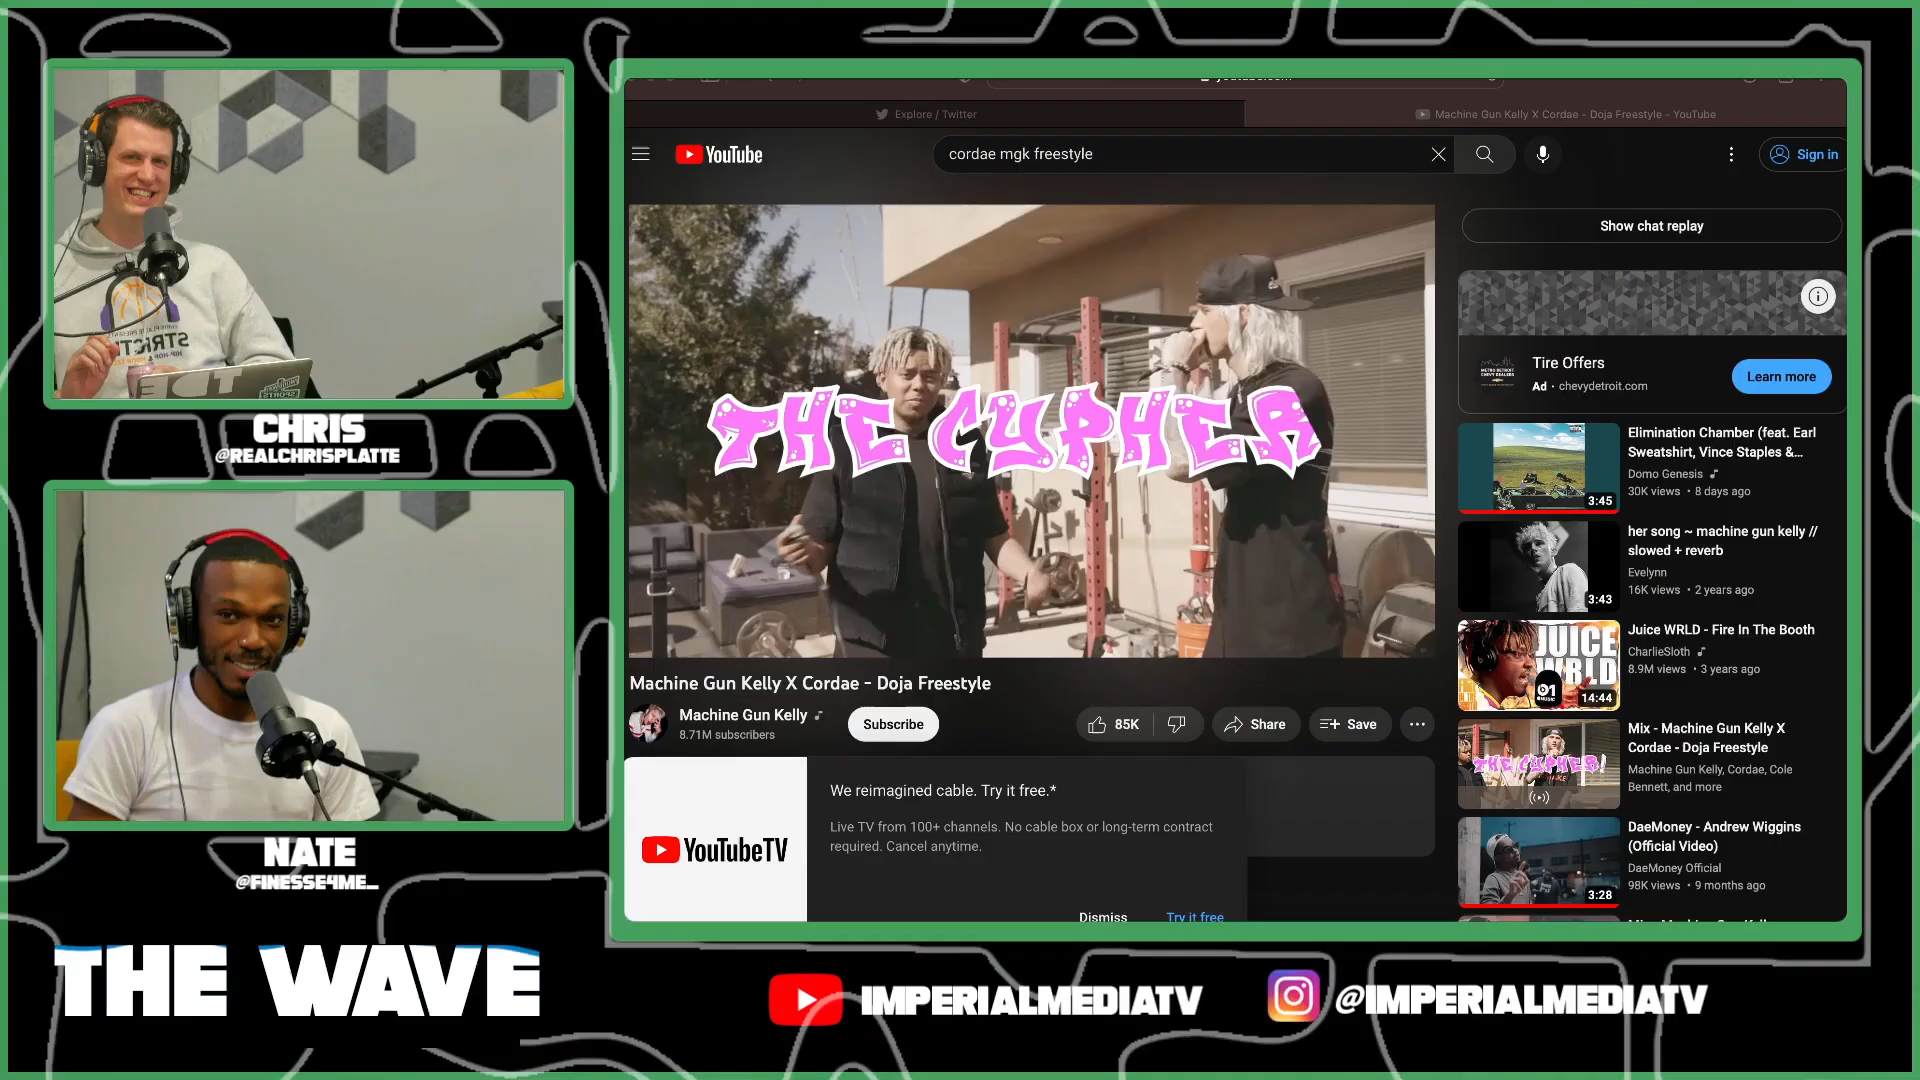 Explore / Twitter
Machine Gun Kelly X Cordae - Doja Freestyle - YouTube
YouTube
cordae mgk freestyle
Sign in
Show chat replay
THE CYPHER
Tire Offers
Ad · chevydetroit.com
Learn more
Elimination Chamber (feat. Earl
Sweatshirt, Vince Staples &...
Domo Genesis
30K views · 8 days ago
3:45
her song ~ machine gun kelly //
slowed + reverb
Evelynn
16K views · 2 years ago
3:43
Juice WRLD - Fire In The Booth
CharlieSloth
8.9M views · 3 years ago
JUICE
WRLD
14:44
Mix - Machine Gun Kelly X
Cordae - Doja Freestyle
Machine Gun Kelly, Cordae, Cole
Bennett, and more
THE CYPHER!
DaeMoney - Andrew Wiggins
(Official Video)
DaeMoney Official
98K views · 9 months ago
3:28
Machine Gun Kelly X Cordae - Doja Freestyle
Machine Gun Kelly
8.71M subscribers
Subscribe
85K
Share
Save
We reimagined cable. Try it free.*
Live TV from 100+ channels. No cable box or long-term contract
required. Cancel anytime.
YouTubeTV
Dismiss
Try it free
CHRIS
@REALCHRISPLATTE
NATE
@FINESSE4ME_
THE WAVE
IMPERIALMEDIATV
@IMPERIALMEDIATV